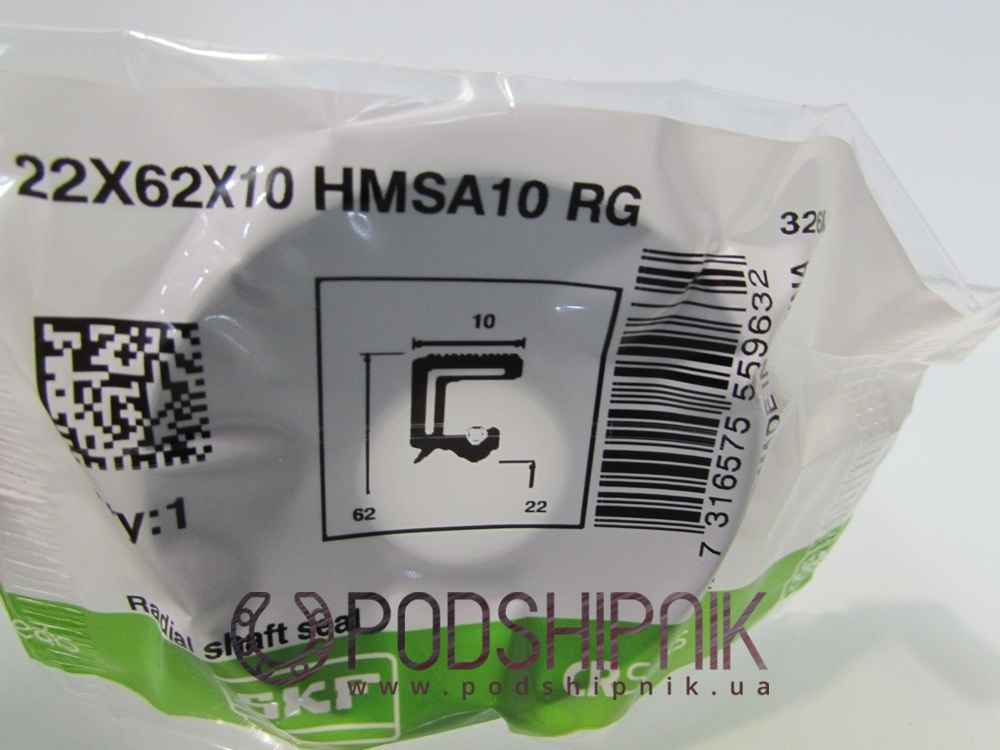 22X62X10 HMSA10 RG
10
62
22
7 316575 559632
y:1
Radial shaft seal
SKF
PODSHIPNIK
www.podshipnik.ua